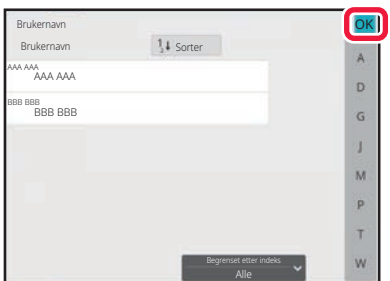 Brukernavn
OK
Brukernavn
Sorter
A
AAA AAA
AAA AAA
D
BBB BBB
BBB BBB
G
J
M
P
T
Begrenset etter indeks
Alle
W